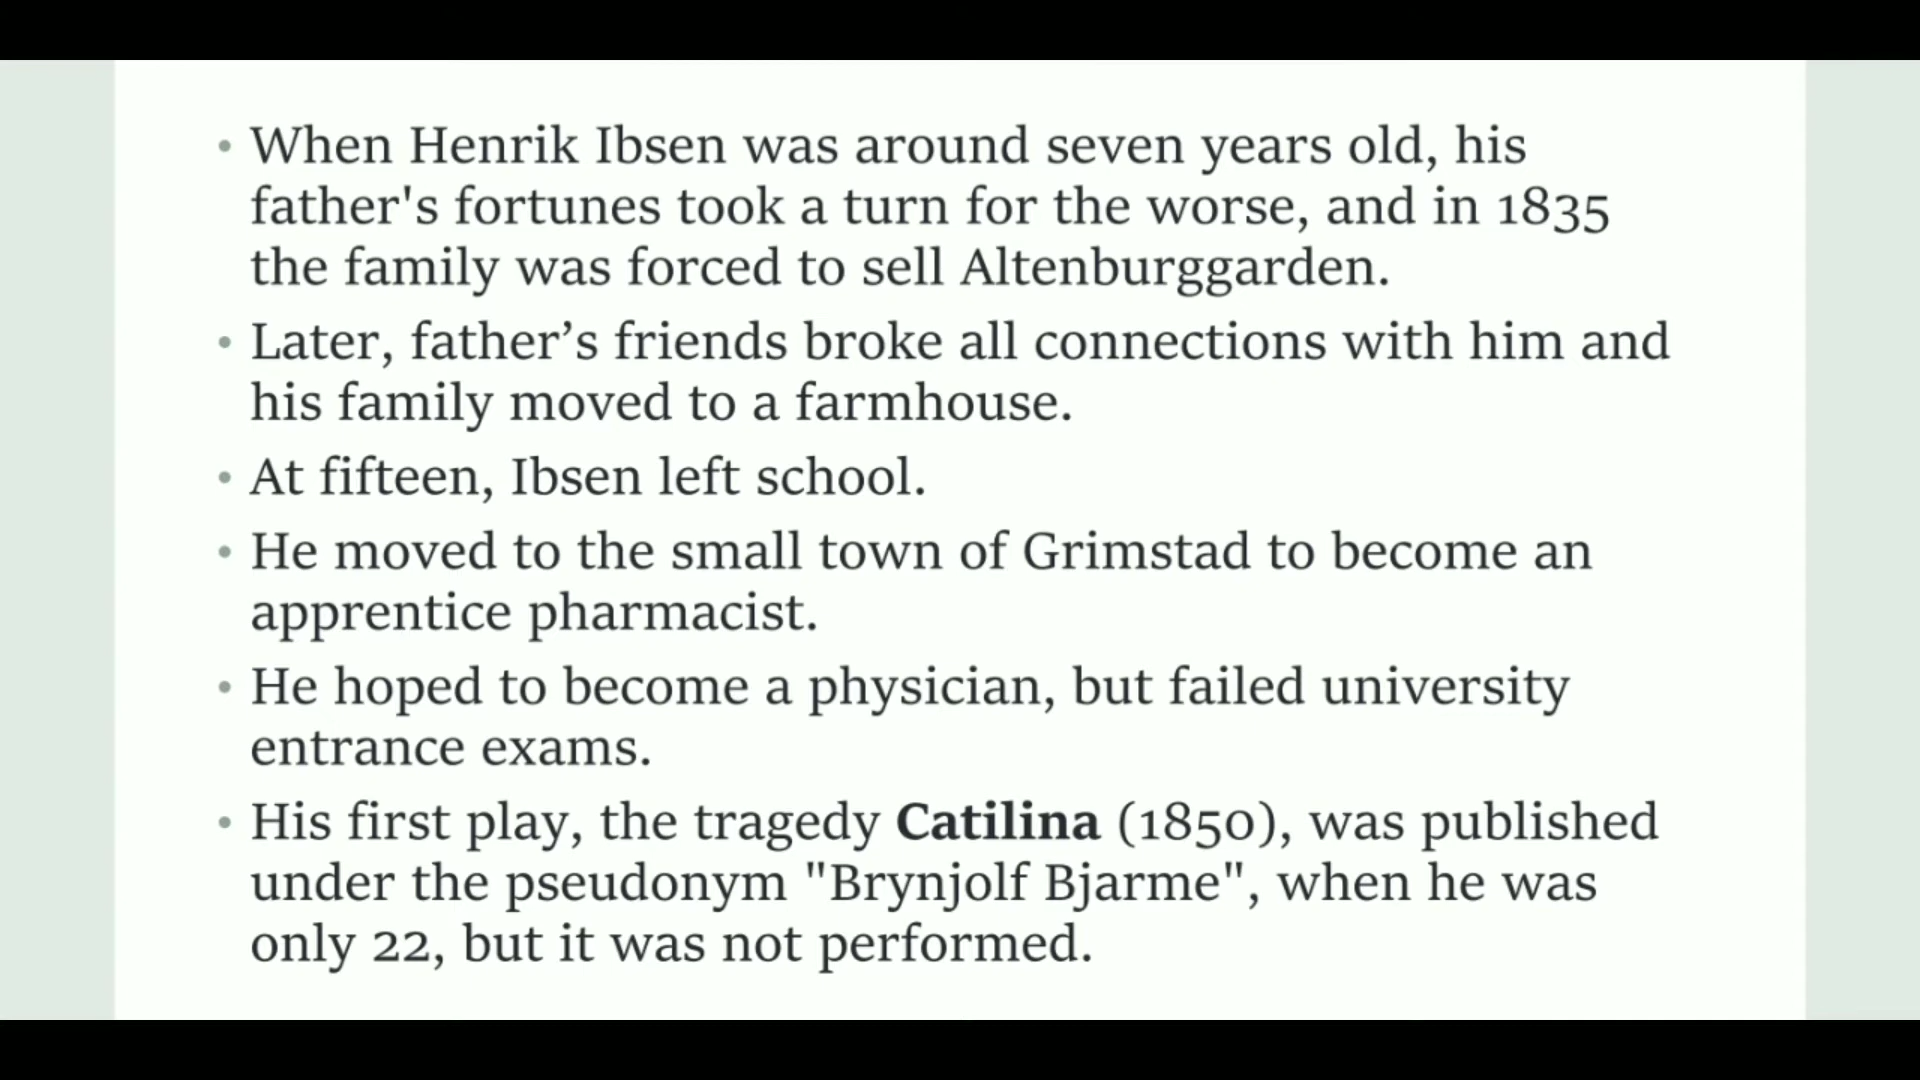 • When Henrik Ibsen was around seven years old, his
father's fortunes took a turn for the worse, and in 1835
the family was forced to sell Altenburggarden.
• Later, father’s friends broke all connections with him and
his family moved to a farmhouse.
• At fifteen, Ibsen left school.
• He moved to the small town of Grimstad to become an
apprentice pharmacist.
• He hoped to become a physician, but failed university
entrance exams.
• His first play, the tragedy Catilina (1850), was published
under the pseudonym "Brynjolf Bjarme", when he was
only 22, but it was not performed.